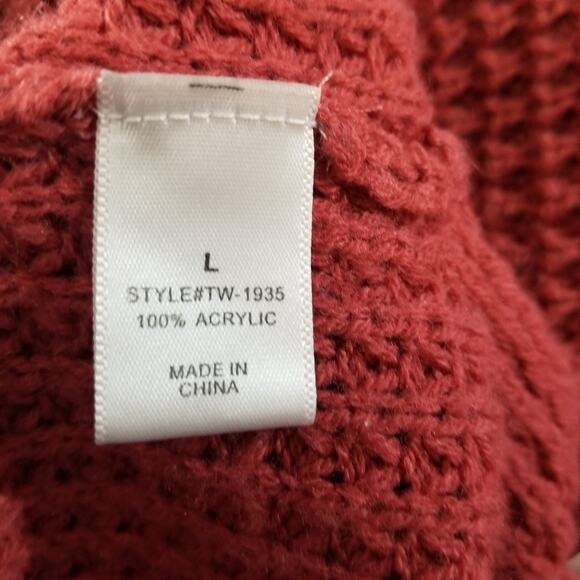 L
STYLE#TW-1935
100% ACRYLIC
MADE IN
CHINA